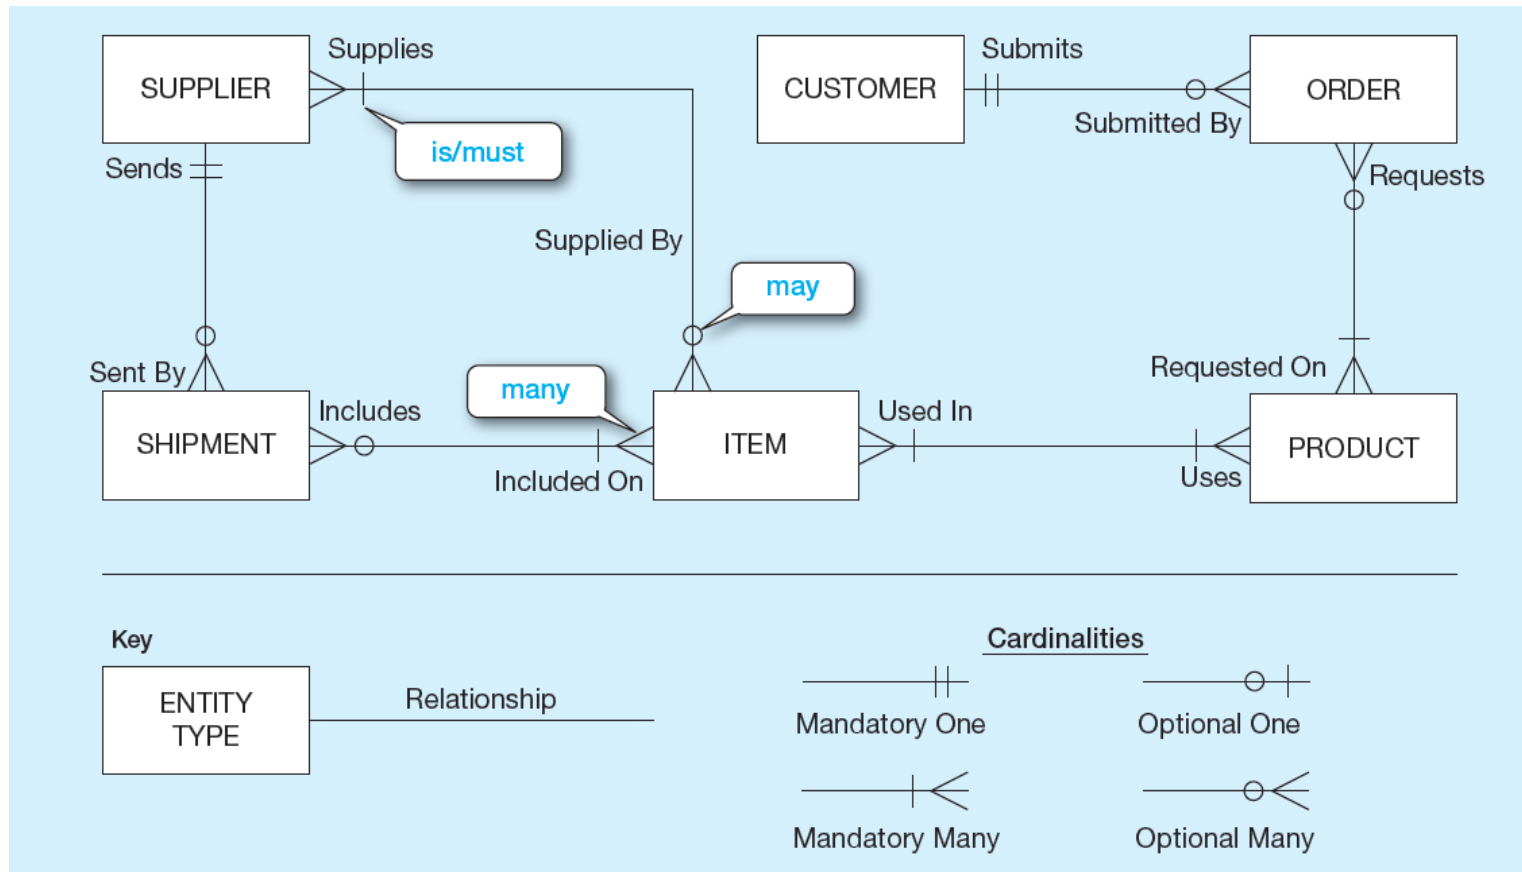 SUPPLIER
Supplies
CUSTOMER
Submits
ORDER
Submitted By
is/must
Sends
Requests
Supplied By
may
Sent By
many
Requested On
SHIPMENT
Includes
Included On
ITEM
Used In
Uses
PRODUCT
Key
ENTITY
TYPE
Relationship
Cardinalities
Mandatory One
Optional One
Mandatory Many
Optional Many